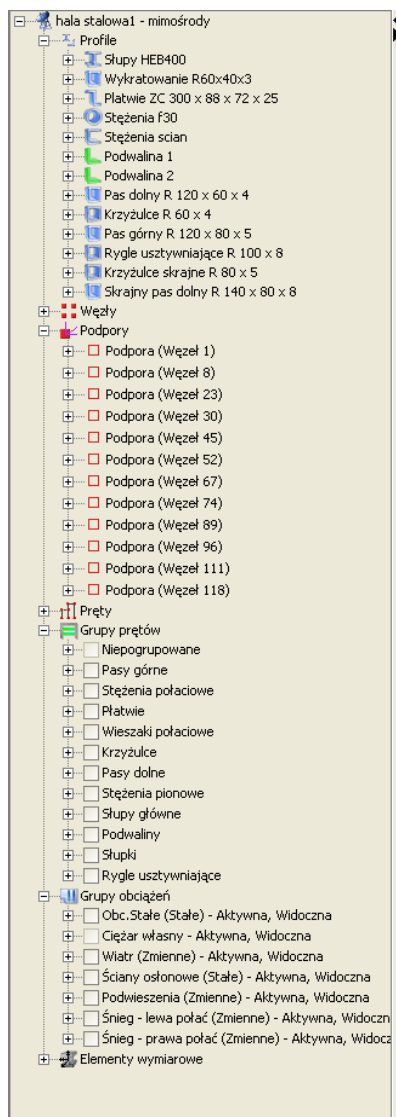 hala stalowa1 - mimośrody
Profile
Słupy HEB400
Wykratowanie R60x40x3
Płatwie ZC 300 x 88 x 72 x 25
Stężenia f30
Stężenia scian
Podwalina 1
Podwalina 2
Pas dolny R 120 x 60 x 4
Krzyżulce R 60 x 4
Pas górny R 120 x 80 x 5
Rygle usztywniające R 100 x 8
Krzyżulce skrajne R 80 x 5
Skrajny pas dolny R 140 x 80 x 8
Węzły
Podpory
Podpora (Węzeł 1)
Podpora (Węzeł 8)
Podpora (Węzeł 23)
Podpora (Węzeł 30)
Podpora (Węzeł 45)
Podpora (Węzeł 52)
Podpora (Węzeł 67)
Podpora (Węzeł 74)
Podpora (Węzeł 89)
Podpora (Węzeł 96)
Podpora (Węzeł 111)
Podpora (Węzeł 118)
Pręty
Grupy prętów
Niepogrupowane
Pasy górne
Stężenia połaciowe
Płatwie
Wieszaki połaciowe
Krzyżulce
Pasy dolne
Stężenia pionowe
Słupy główne
Podwaliny
Słupki
Rygle usztywniające
Grupy obciążeń
Obc.Stałe (Stałe) - Aktywna, Widoczna
Ciężar własny - Aktywna, Widoczna
Wiatr (Zmienne) - Aktywna, Widoczna
Ściany osłonowe (Stałe) - Aktywna, Widoczna
Podwieszenia (Zmienne) - Aktywna, Widoczna
Śnieg - lewa połać (Zmienne) - Aktywna, Widoczn
Śnieg - prawa połać (Zmienne) - Aktywna, Widocz
Elementy wymiarowe